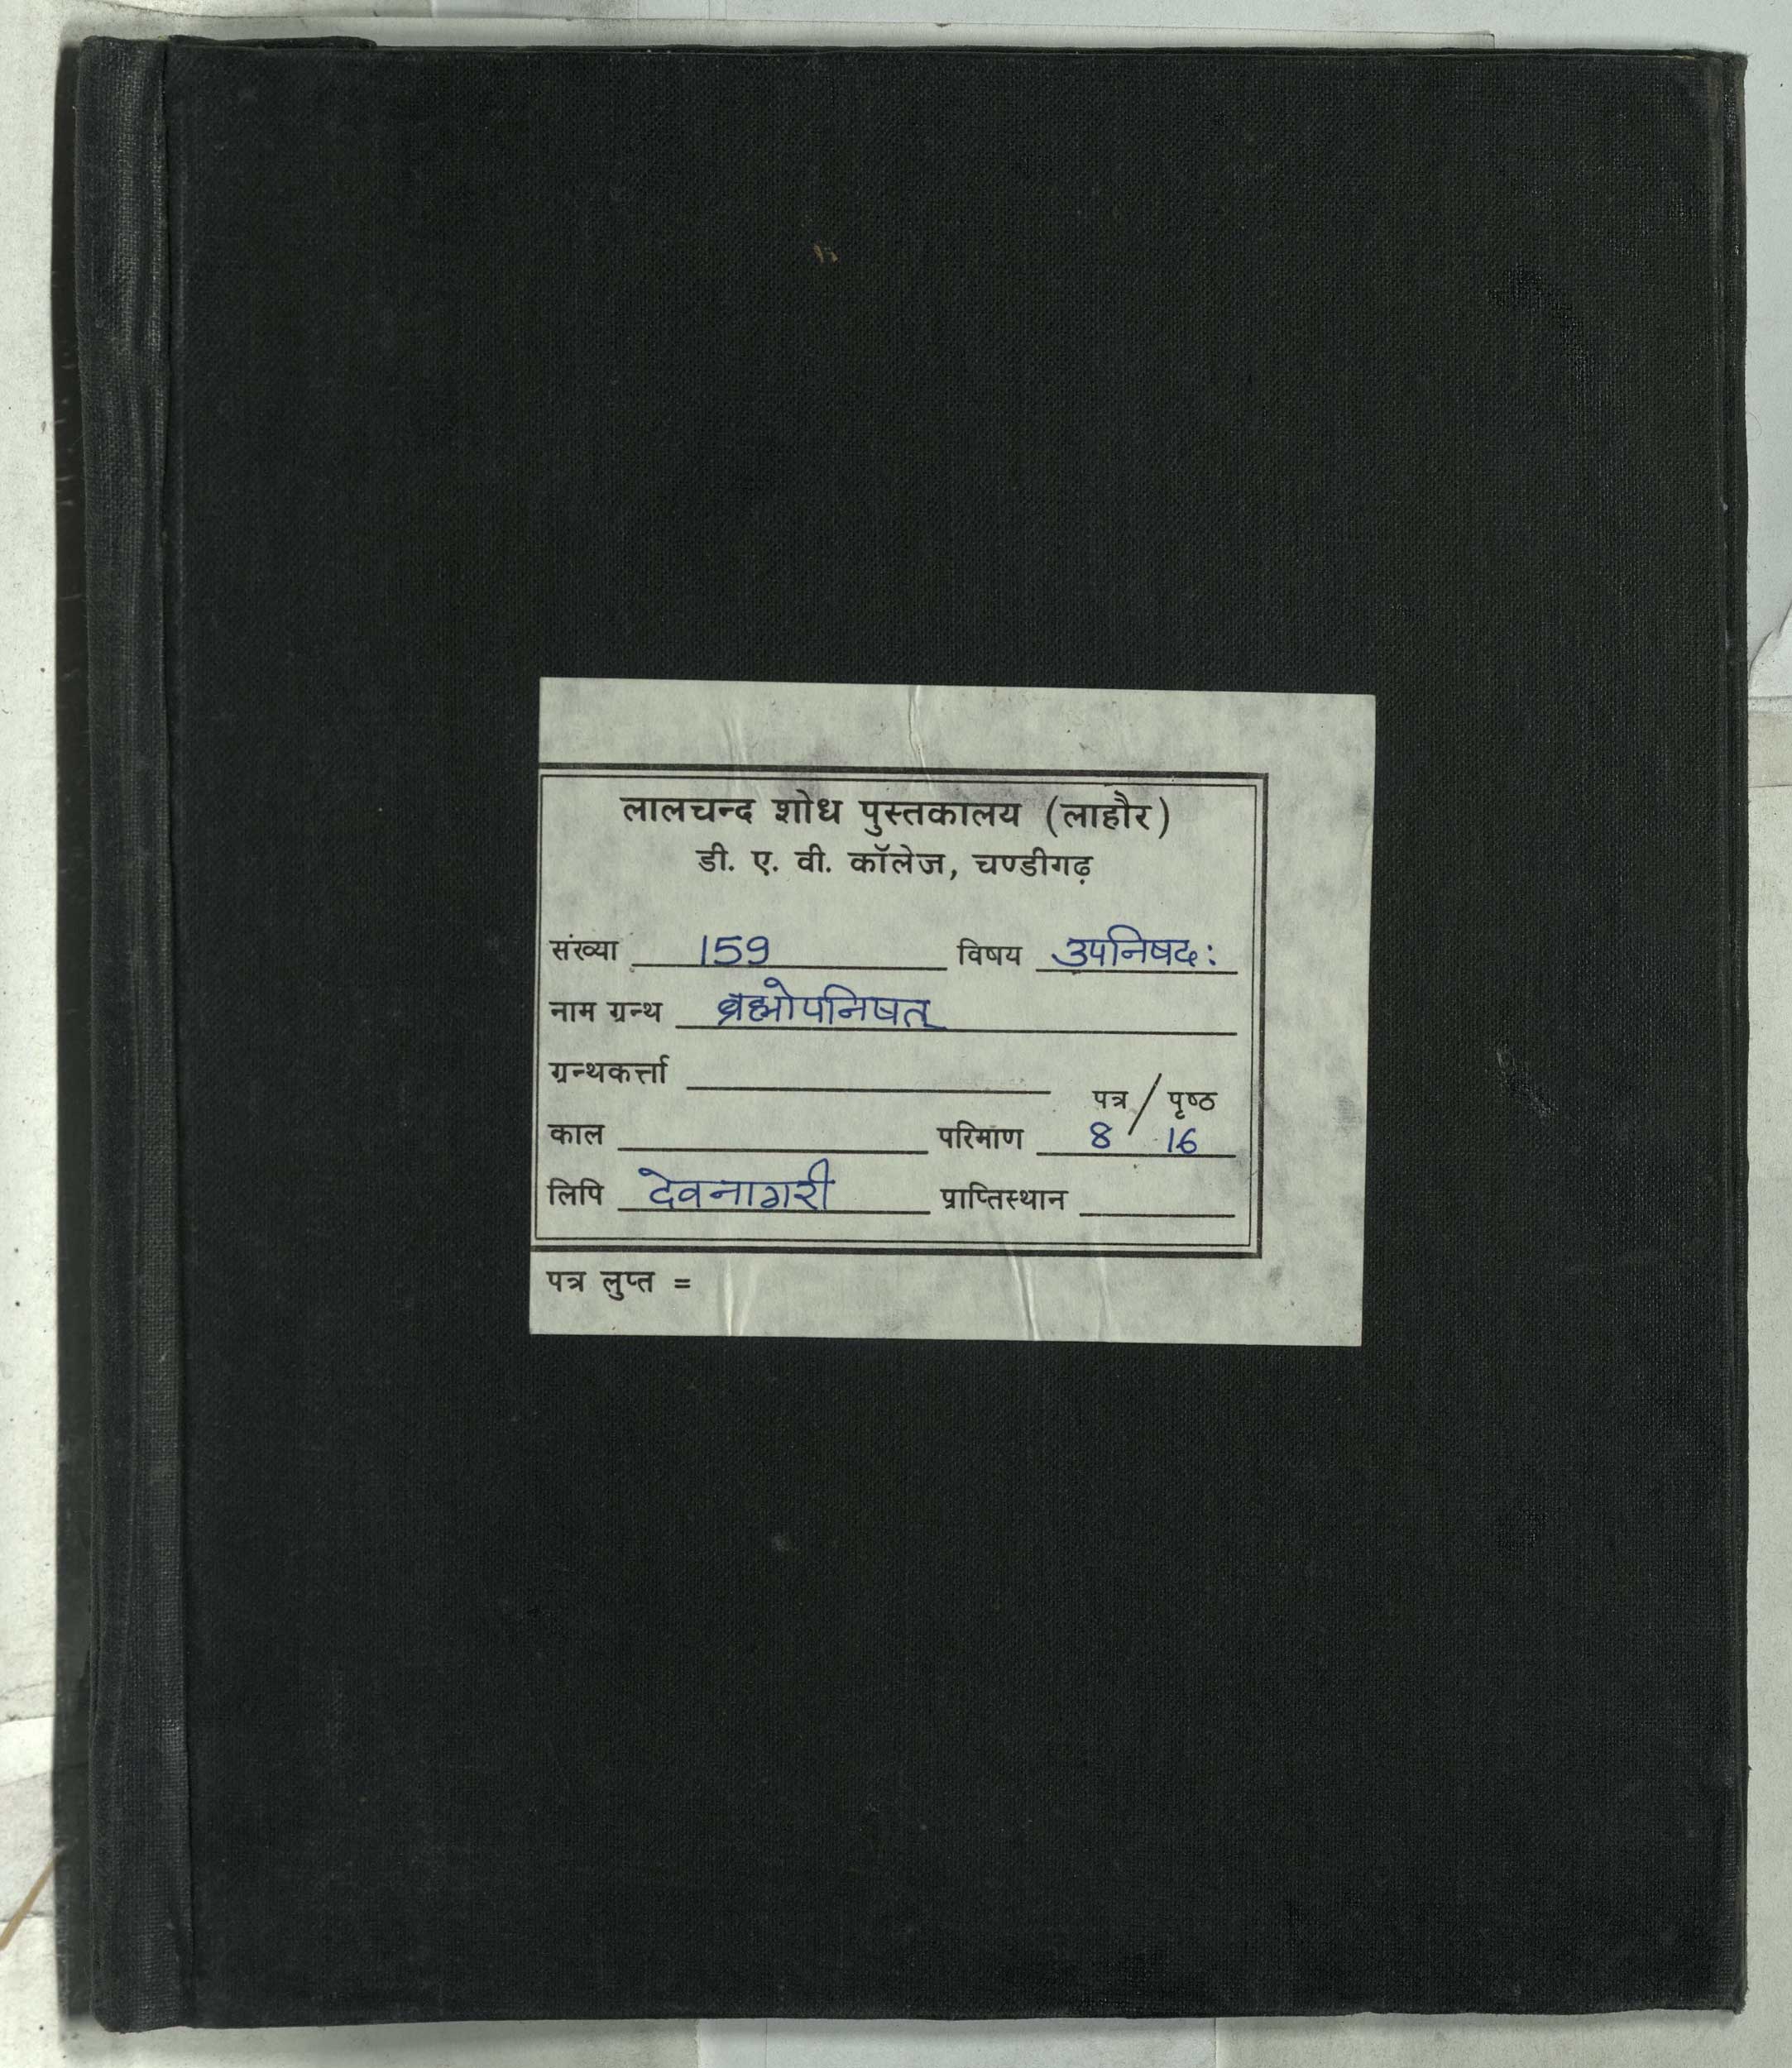 लालचन्द शोध पुस्तकालय (लाहौर)
डी. ए. वी. कॉलेज, चण्डीगढ़
संख्या 159 विषय उपनिषद:
नाम ग्रन्थ ब्रह्मोपनिषत्
ग्रन्थकर्त्ता
पत्र / पृष्ठ
काल परिमाण 8 16
लिपि देवनागरी प्राप्तिस्थान
पत्र लुप्त =